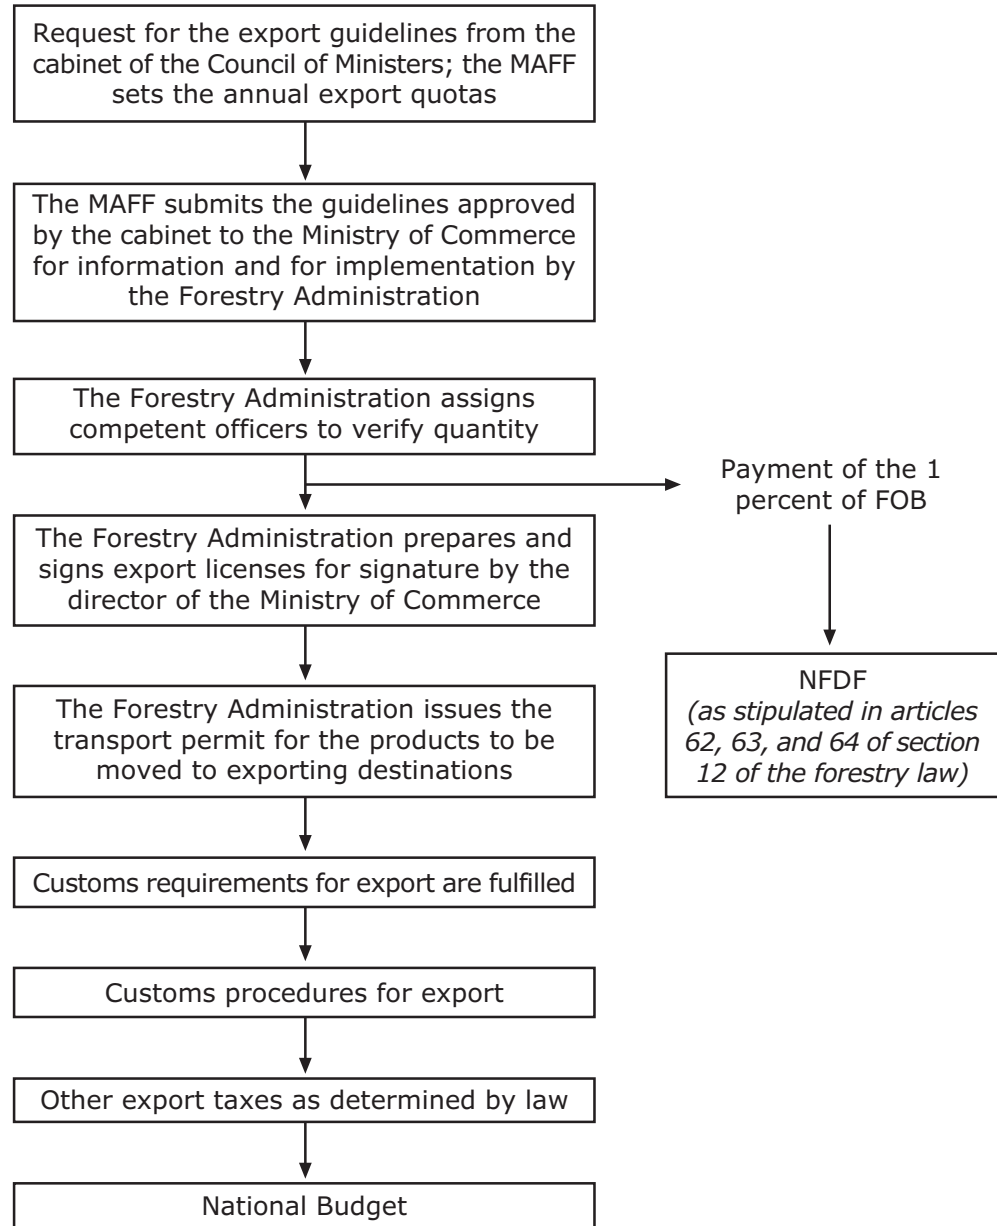 Request for the export guidelines from the
cabinet of the Council of Ministers; the MAFF
sets the annual export quotas
The MAFF submits the guidelines approved
by the cabinet to the Ministry of Commerce
for information and for implementation by
the Forestry Administration
The Forestry Administration assigns
competent officers to verify quantity
Payment of the 1
percent of FOB
The Forestry Administration prepares and
signs export licenses for signature by the
director of the Ministry of Commerce
NFDF
(as stipulated in articles
62, 63, and 64 of section
12 of the forestry law)
The Forestry Administration issues the
transport permit for the products to be
moved to exporting destinations
Customs requirements for export are fulfilled
Customs procedures for export
Other export taxes as determined by law
National Budget